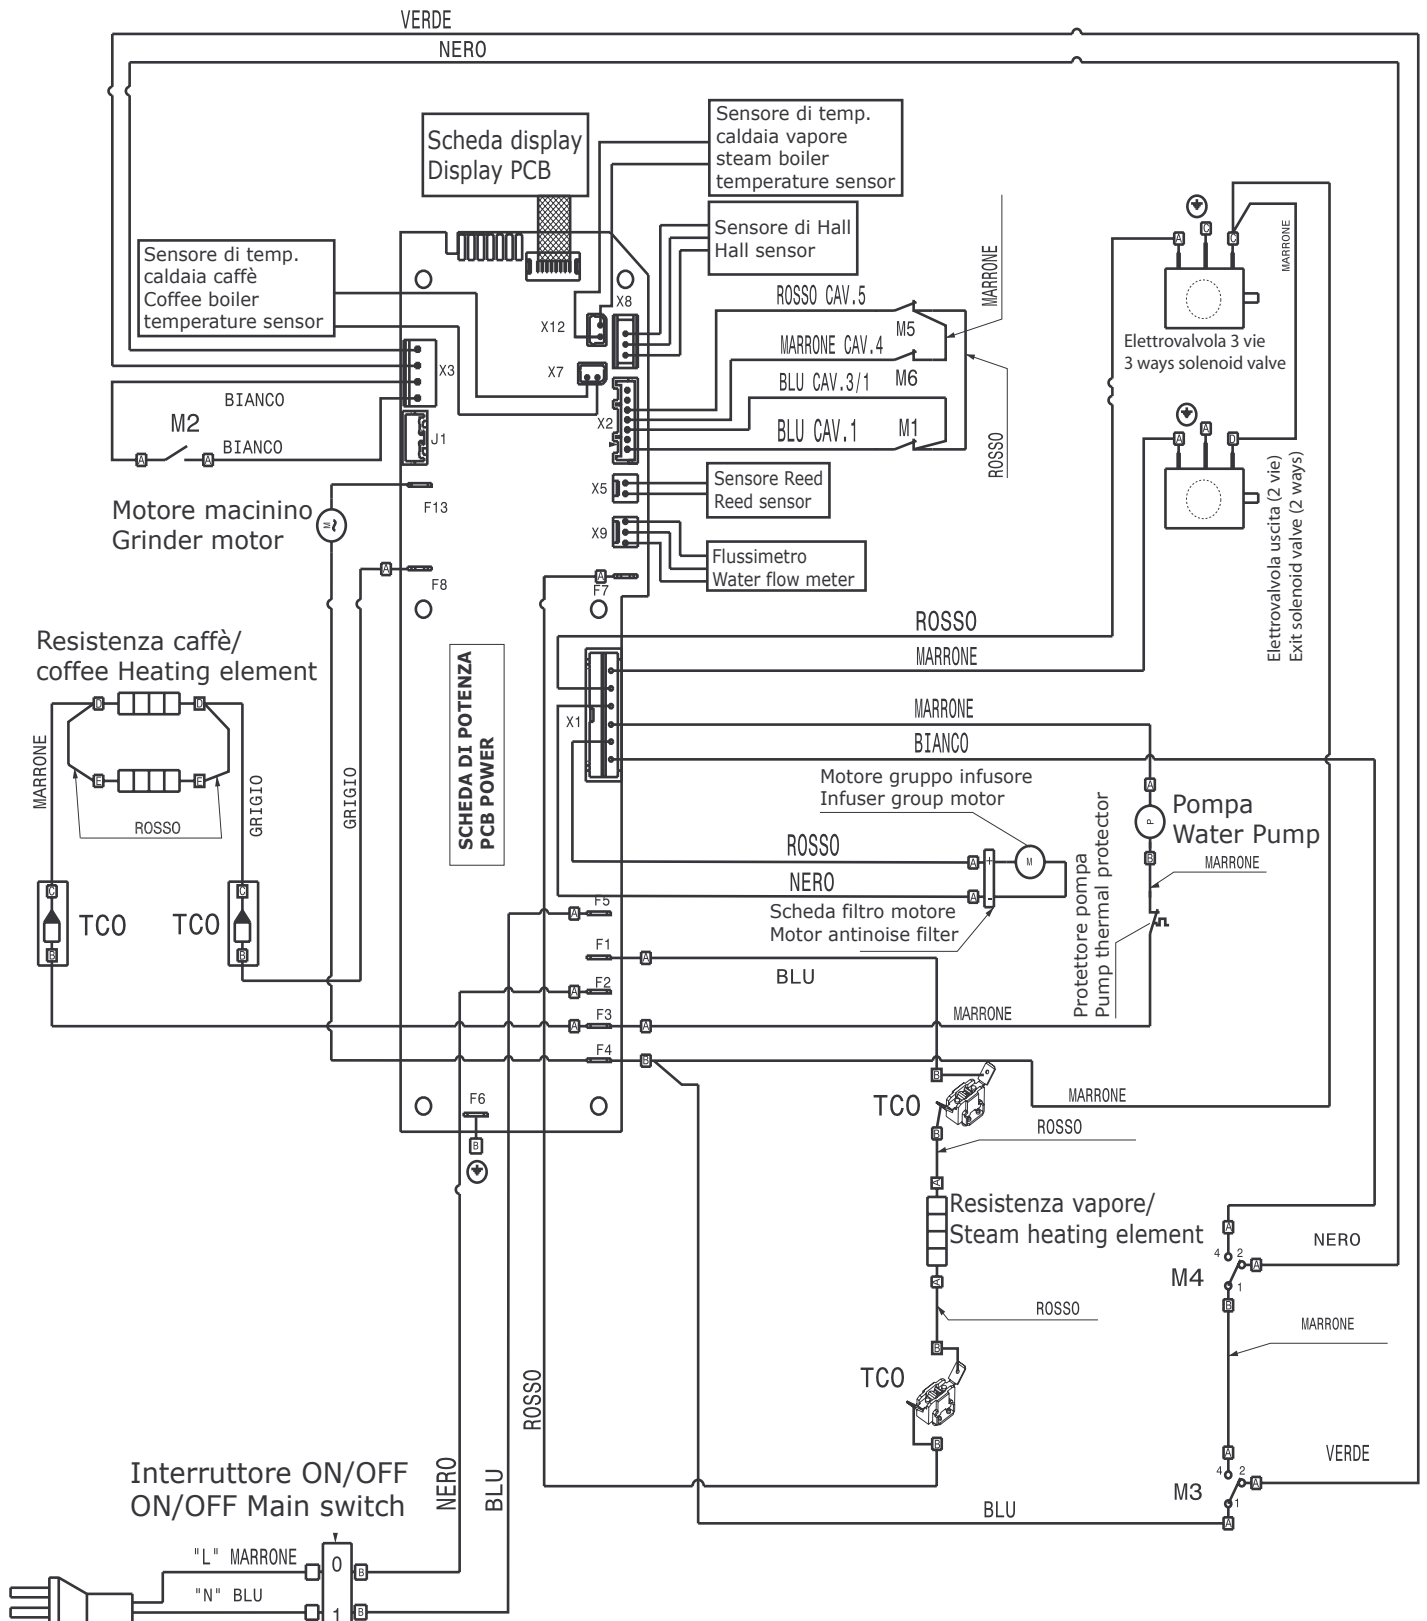 VERDE
NERO
Scheda display
Display PCB
Sensore di temp.
caldaia vapore
steam boiler
temperature sensor
Sensore di Hall
Hall sensor
Sensore di temp.
caldaia caffè
Coffee boiler
temperature sensor
MARRONE
MARRONE
A
C
C
Elettrovalvola 3 vie
3 ways solenoid valve
X12
X8
X7
X3
X2
J1
ROSSO CAV.5
M5
MARRONE CAV.4
M6
BLU CAV.3/1
BLU CAV.1
M1
ROSSO
BIANCO
M2
A
A
BIANCO
A
A
D
Elettrovalvola uscita (2 vie)
Exit solenoid valve (2 ways)
X5
Sensore Reed
Reed sensor
F13
Motore macinino
Grinder motor
M
X9
Flussimetro
Water flow meter
A
F8
A
F7
ROSSO
MARRONE
Resistenza caffè/
coffee Heating element
SCHEDA DI POTENZA
PCB POWER
X1
D
D
E
E
ROSSO
MARRONE
GRIGIO
GRIGIO
MARRONE
BIANCO
Motore gruppo infusore
Infuser group motor
A
P
B
Pompa
Water Pump
MARRONE
Protettore pompa
Pump thermal protector
ROSSO
A
+
M
NERO
A
-
Scheda filtro motore
Motor antinoise filter
C
B
TCO
TCO
C
B
A
F5
F1
A
BLU
A
F2
A
F3
A
MARRONE
F4
B
F6
B
B
TCO
B
MARRONE
ROSSO
A
Resistenza vapore/
Steam heating element
A
ROSSO
B
TCO
B
A
4
2
A
1
M4
B
NERO
MARRONE
A
4
2
A
1
M3
A
VERDE
BLU
ROSSO
NERO
BLU
Interruttore ON/OFF
ON/OFF Main switch
"L" MARRONE
0
B
"N" BLU
1
B